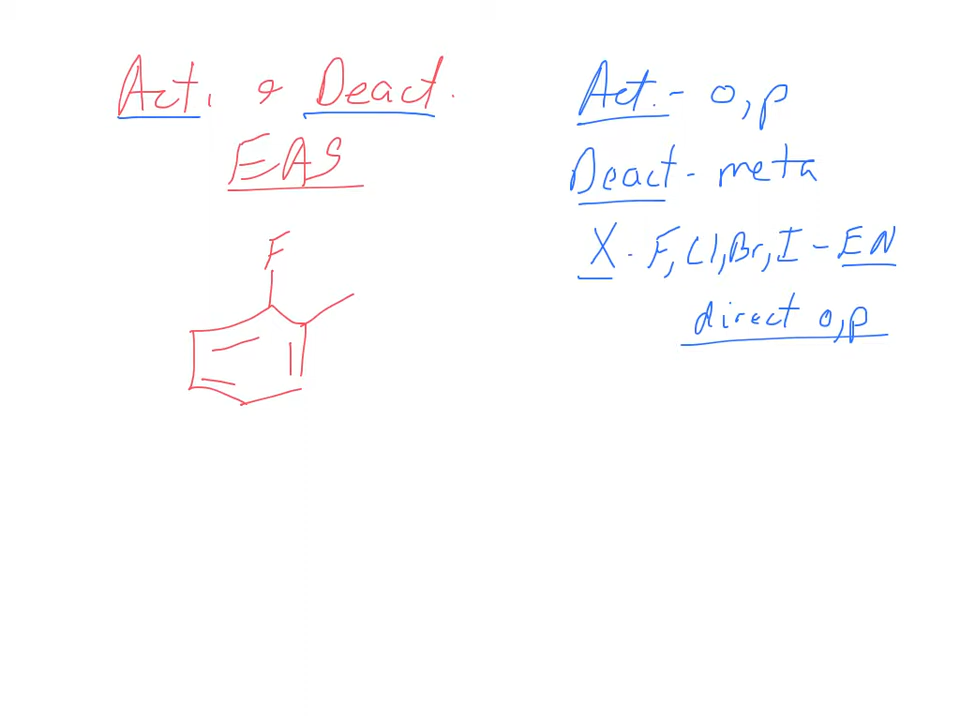 Act. & Deact.
EAS
F
Act. - o,p
Deact - meta
X - F, Cl, Br, I - EN
direct o,p